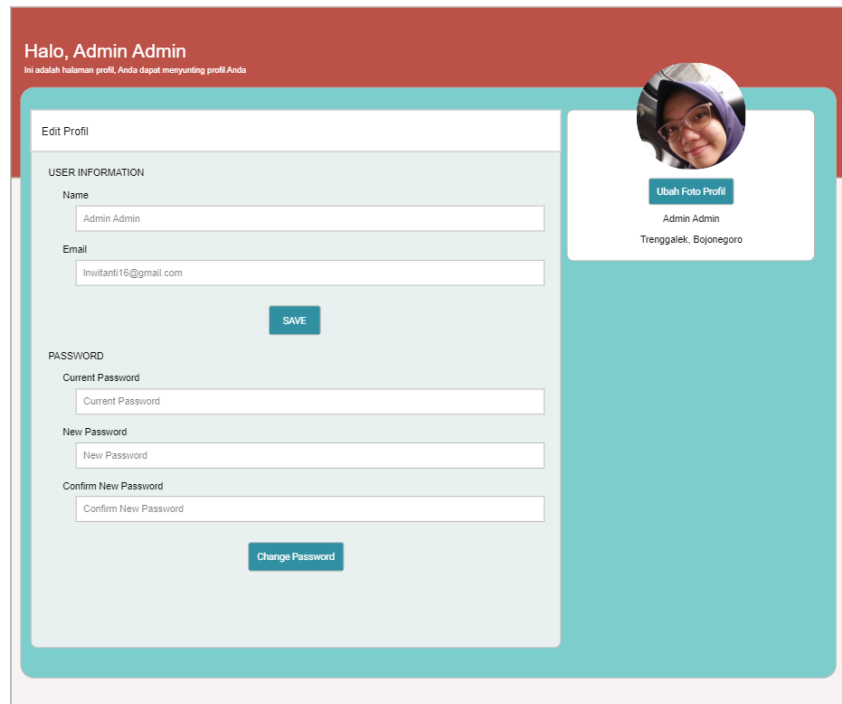 Halo, Admin Admin
Ini adalah halaman profil, Anda dapat menyunting profil Anda
Edit Profil
USER INFORMATION
Name
Admin Admin
Email
lnwitanti16@gmail.com
SAVE
PASSWORD
Current Password
Current Password
New Password
New Password
Confirm New Password
Confirm New Password
Change Password
Ubah Foto Profil
Admin Admin
Trenggalek, Bojonegoro